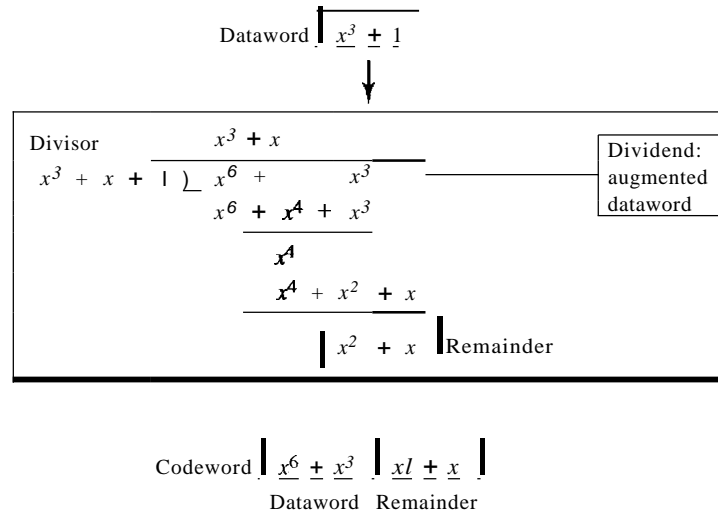 Dataword x³ + 1
x³ + x
Divisor
Dividend:
x³ + x + l ) x⁶ + x³
augmented
x⁶ + x⁴ + x³
dataword
x⁴
x⁴ + x² + x
x² + x Remainder
Codeword x⁶ + x³ xl + x
Dataword Remainder